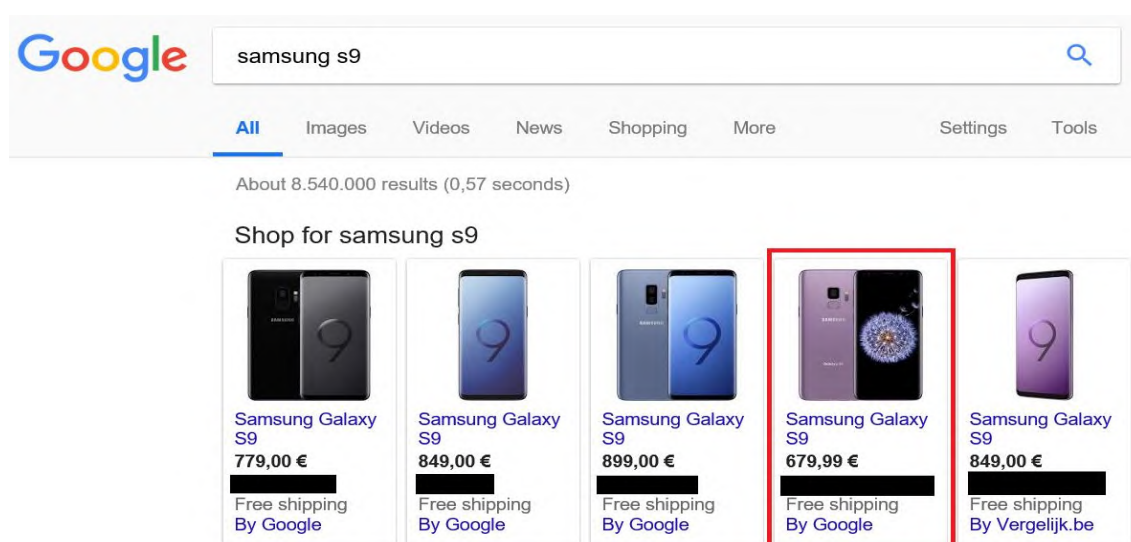 Google
samsung s9
All Images Videos News Shopping More Settings Tools
About 8.540.000 results (0,57 seconds)
Shop for samsung s9
Samsung Galaxy
S9
779,00 €
Free shipping
By Google
Samsung Galaxy
S9
849,00 €
Free shipping
By Google
Samsung Galaxy
S9
899,00 €
Free shipping
By Google
Samsung Galaxy
S9
679,99 €
Free shipping
By Google
Samsung Galaxy
S9
849,00 €
Free shipping
By Vergelijk.be